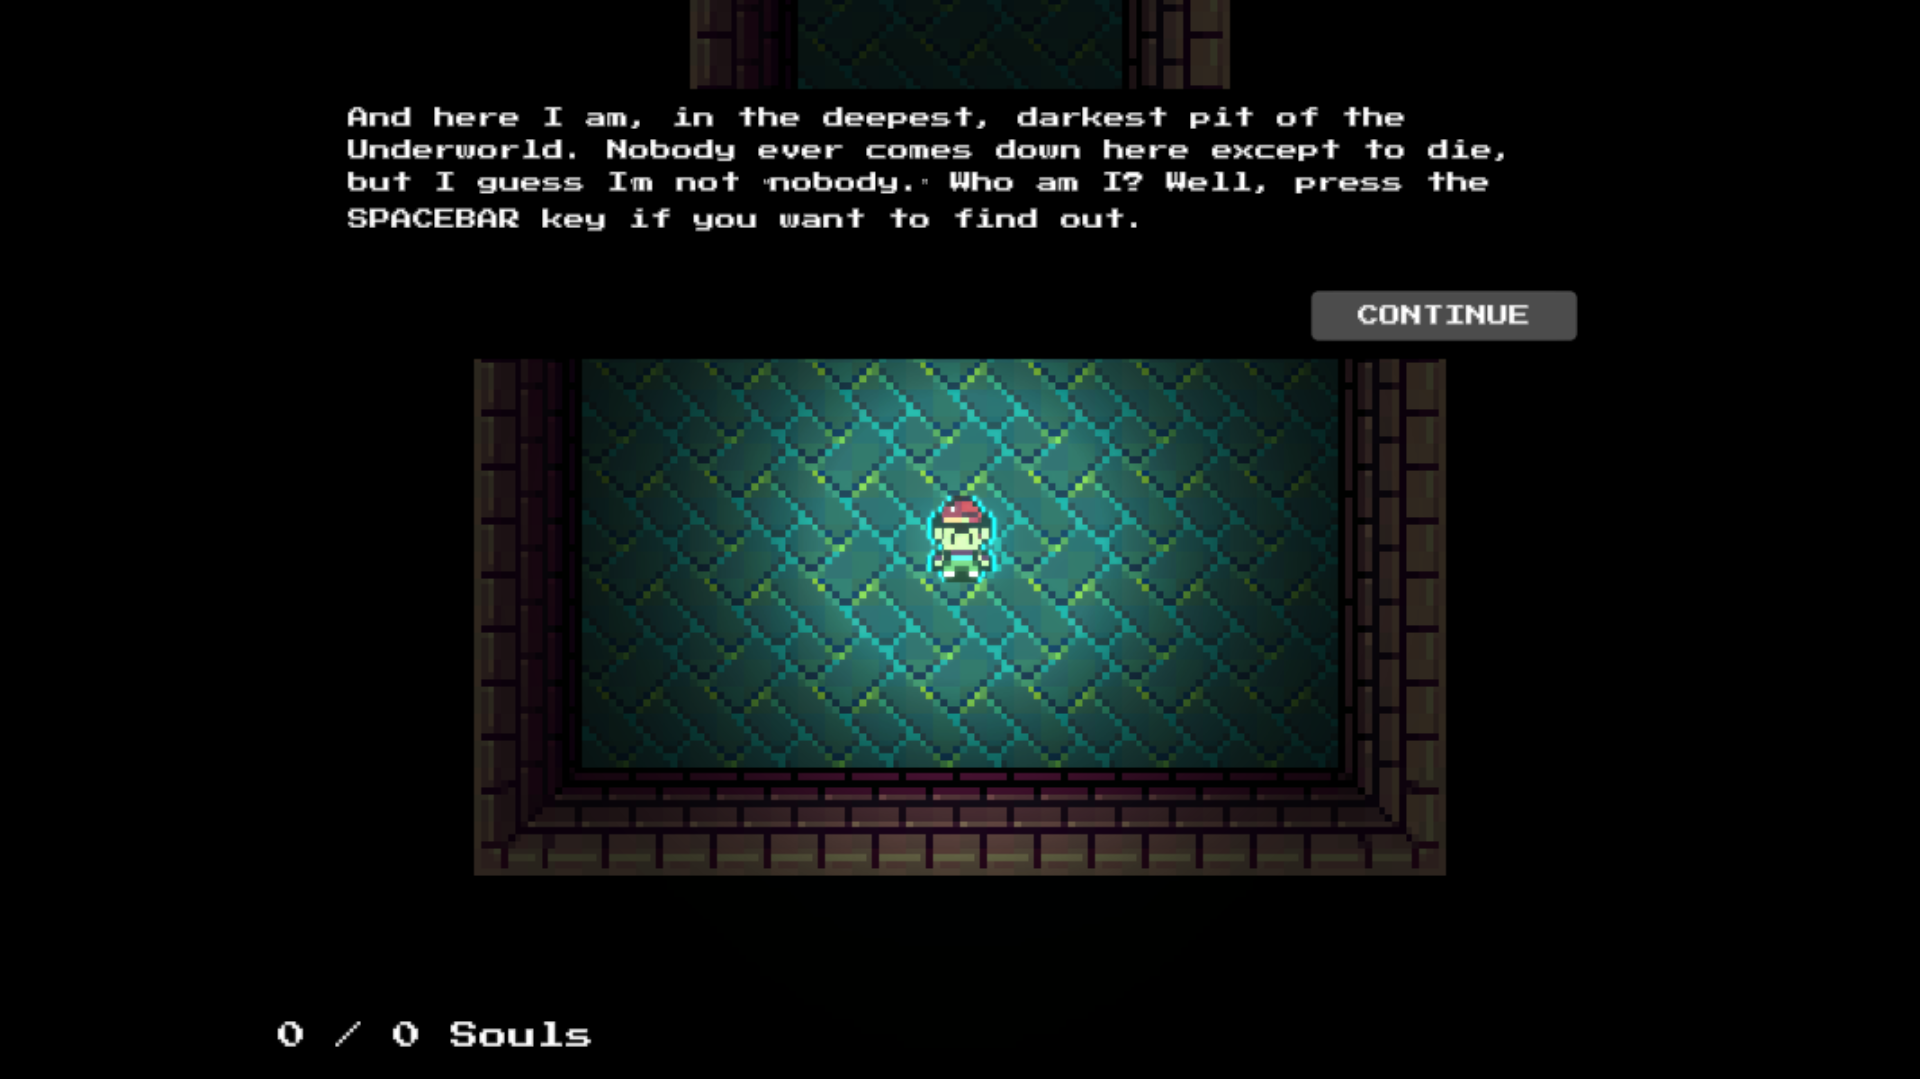 And here I am, in the deepest, darkest pit of the
Underworld. Nobody ever comes down here except to die,
but I guess I'm not "nobody." Who am I? Well, press the
SPACEBAR key if you want to find out.
CONTINUE
0 / 0 Souls